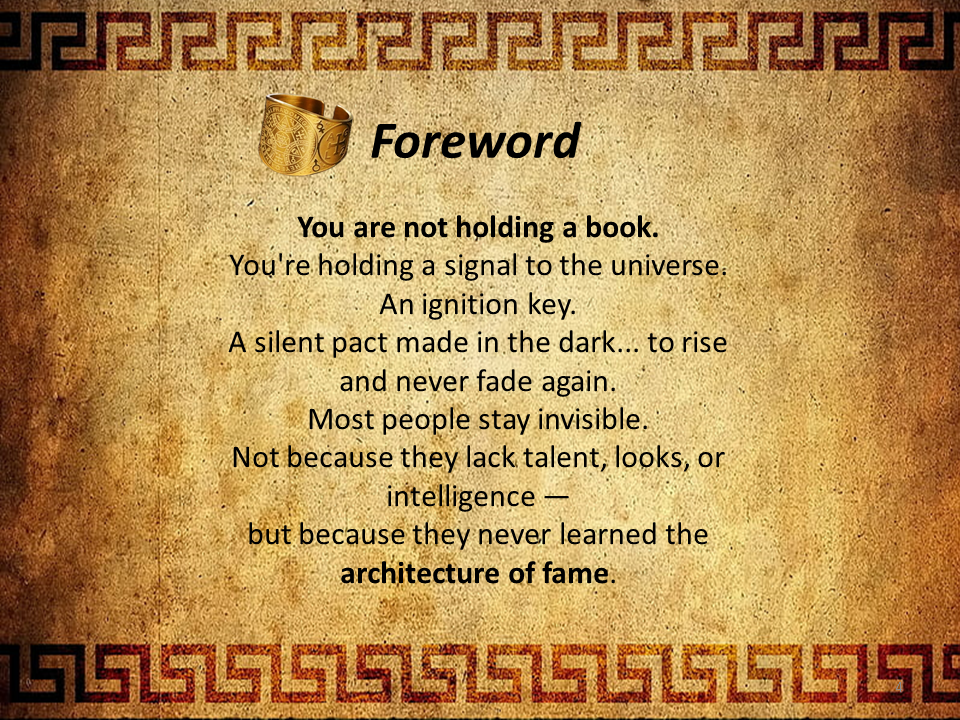 Foreword
You are not holding a book.
You're holding a signal to the universe.
An ignition key.
A silent pact made in the dark... to rise
and never fade again.
Most people stay invisible.
Not because they lack talent, looks, or
intelligence —
but because they never learned the
architecture of fame.